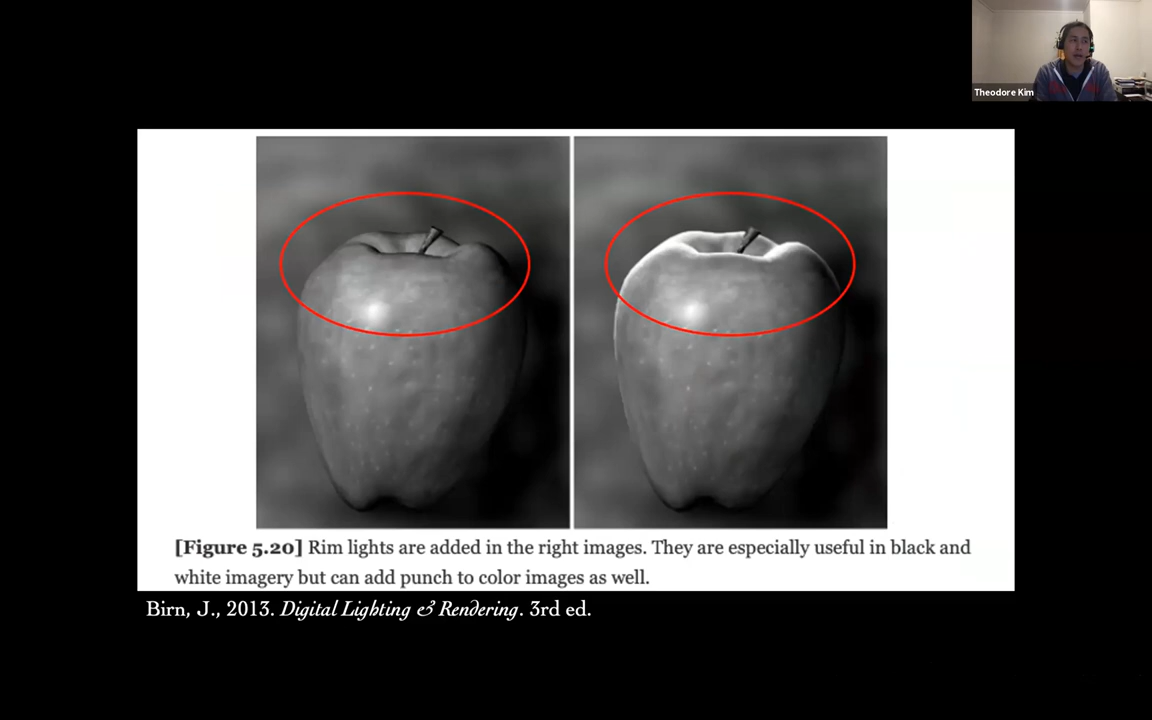 Theodore Kim
[Figure 5.20] Rim lights are added in the right images. They are especially useful in black and
white imagery but can add punch to color images as well.
Birn, J., 2013. Digital Lighting & Rendering. 3rd ed.